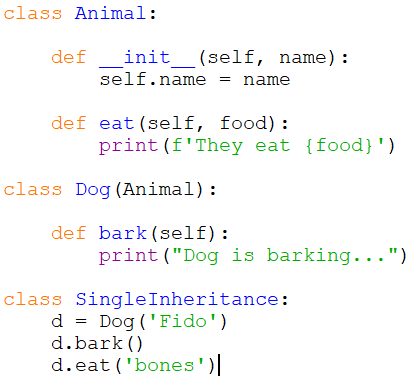 class Animal:
    def __init__(self, name):
        self.name = name
    def eat(self, food):
        print(f'They eat {food}')
class Dog(Animal):
    def bark(self):
        print("Dog is barking...")
class SingleInheritance:
    d = Dog('Fido')
    d.bark()
    d.eat('bones')